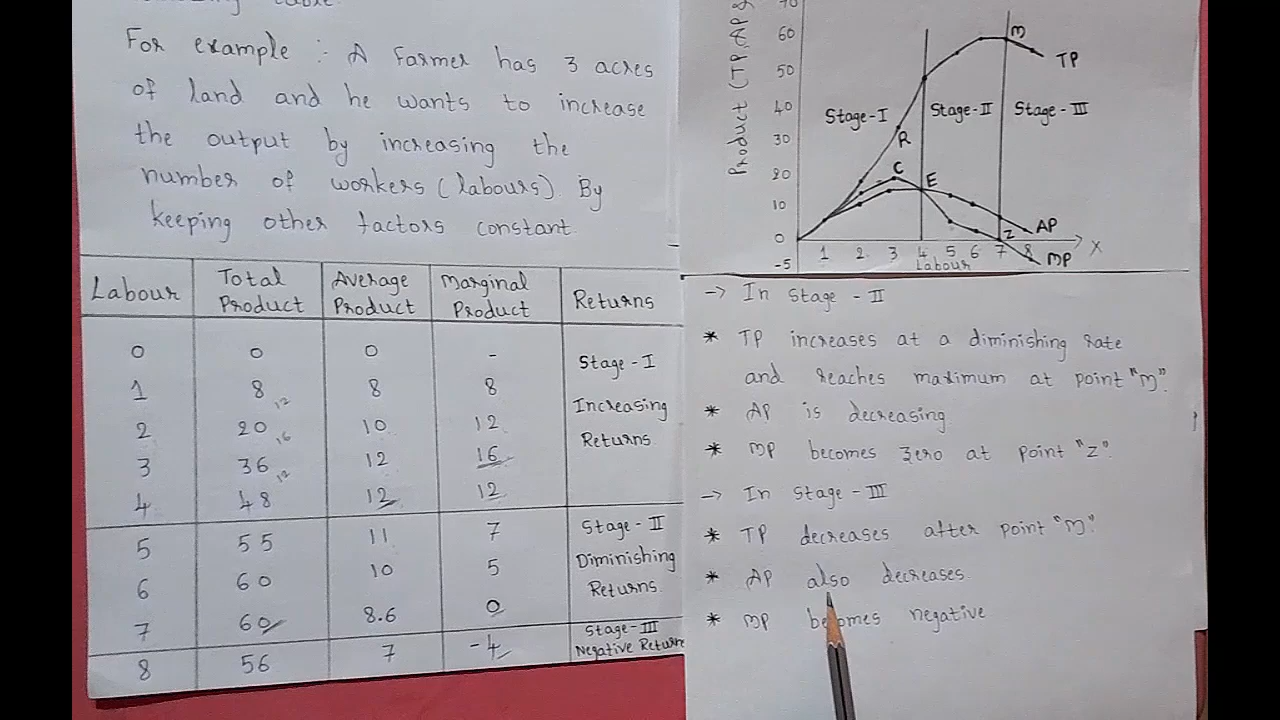 For example :- A Farmer has 3 acres
of land and he wants to increase
the output by increasing the
number of workers (labours). By
keeping other factors constant.
Labour Total Product Average Product Marginal Product Returns
0 0 0 - Stage-I
1 8 8 8 Increasing
12
2 20 10 12 Returns
16
3 36 12 16
12
4 48 12 12
5 55 11 7 Stage-II
6 60 10 5 Diminishing Returns.
7 60 8.6 0
8 56 7 -4 Stage-III Negative Return
Product (TP, AP &
70
60
50
40
30
20
10
0
-5
Stage-I Stage-II Stage-III
M TP
R
C E
AP
Z
MP
1 2 3 4 5 6 7 8 X
Labour
-> In Stage - II
* TP increases at a diminishing rate
and reaches maximum at point "M".
* AP is decreasing
* MP becomes Zero at point "Z".
-> In Stage - III
* TP decreases after point "M".
* AP also decreases.
* MP becomes negative